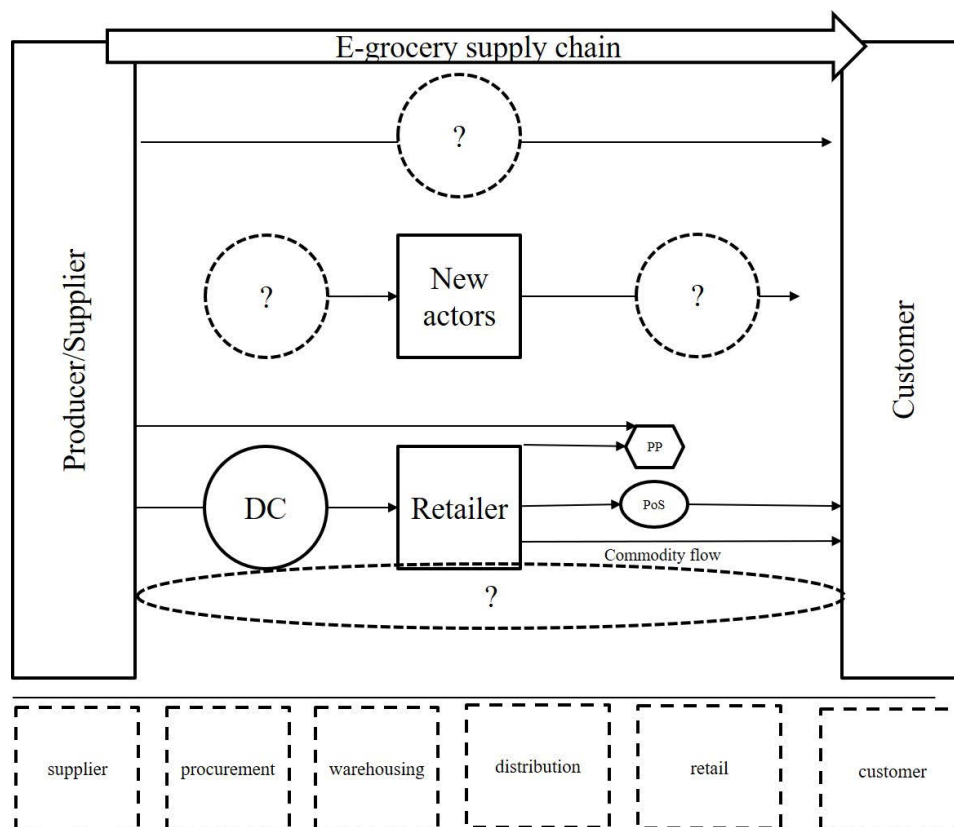 E-grocery supply chain
?
Producer/Supplier
?
New
actors
?
Customer
PP
DC
Retailer
PoS
Commodity flow
?
supplier
procurement
warehousing
distribution
retail
customer